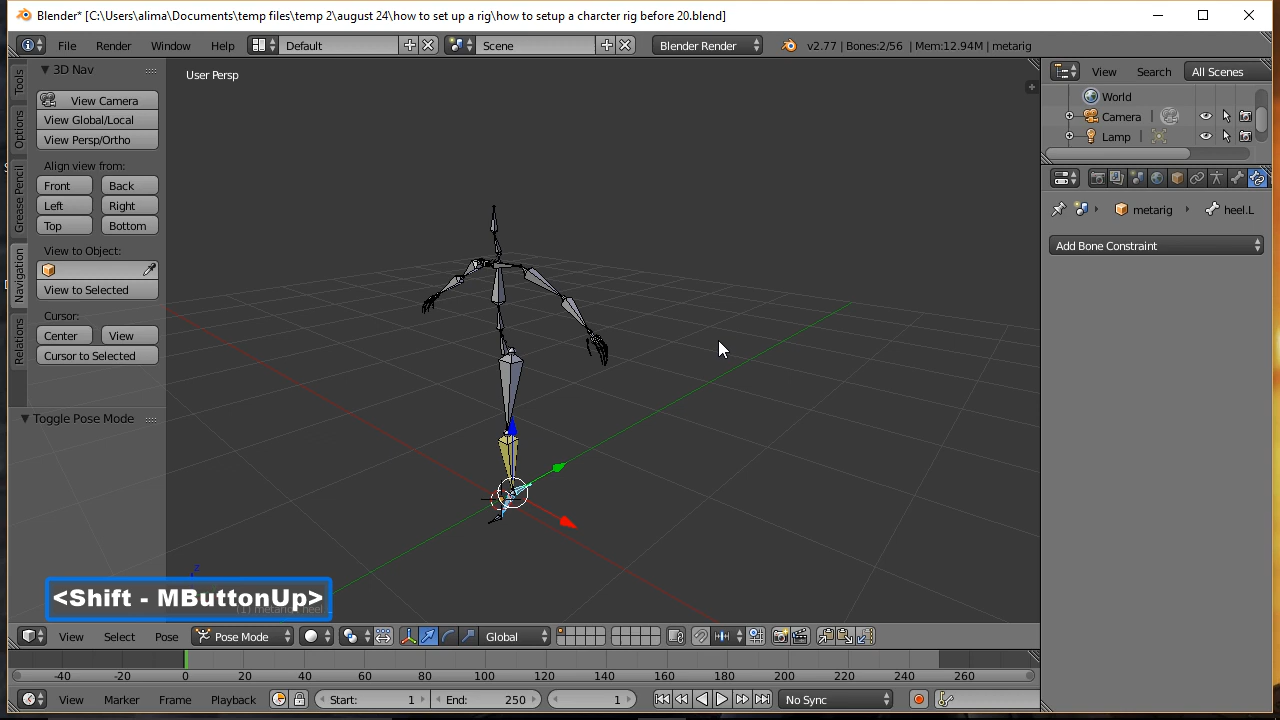 Blender* [C:\Users\alima\Documents\temp files\temp 2\august 24\how to set up a rig\how to setup a charcter rig before 20.blend]
File Render Window Help Default Scene Blender Render v2.77 | Bones:2/56 | Mem:12.94M | metarig
Tools
Options
Grease Pencil
Navigation
Relations
3D Nav
View Camera
View Global/Local
View Persp/Ortho
Align view from:
Front Back
Left Right
Top Bottom
View to Object:
View to Selected
Cursor:
Center View
Cursor to Selected
Toggle Pose Mode
User Persp
z
<Shift - MButtonUp>
View Search All Scenes
World
Camera
Lamp
metarig heel.L
Add Bone Constraint
View Select Pose Pose Mode Global
-40 -20 0 20 40 60 80 100 120 140 160 180 200 220 240 260
View Marker Frame Playback Start: 1 End: 250 1 No Sync